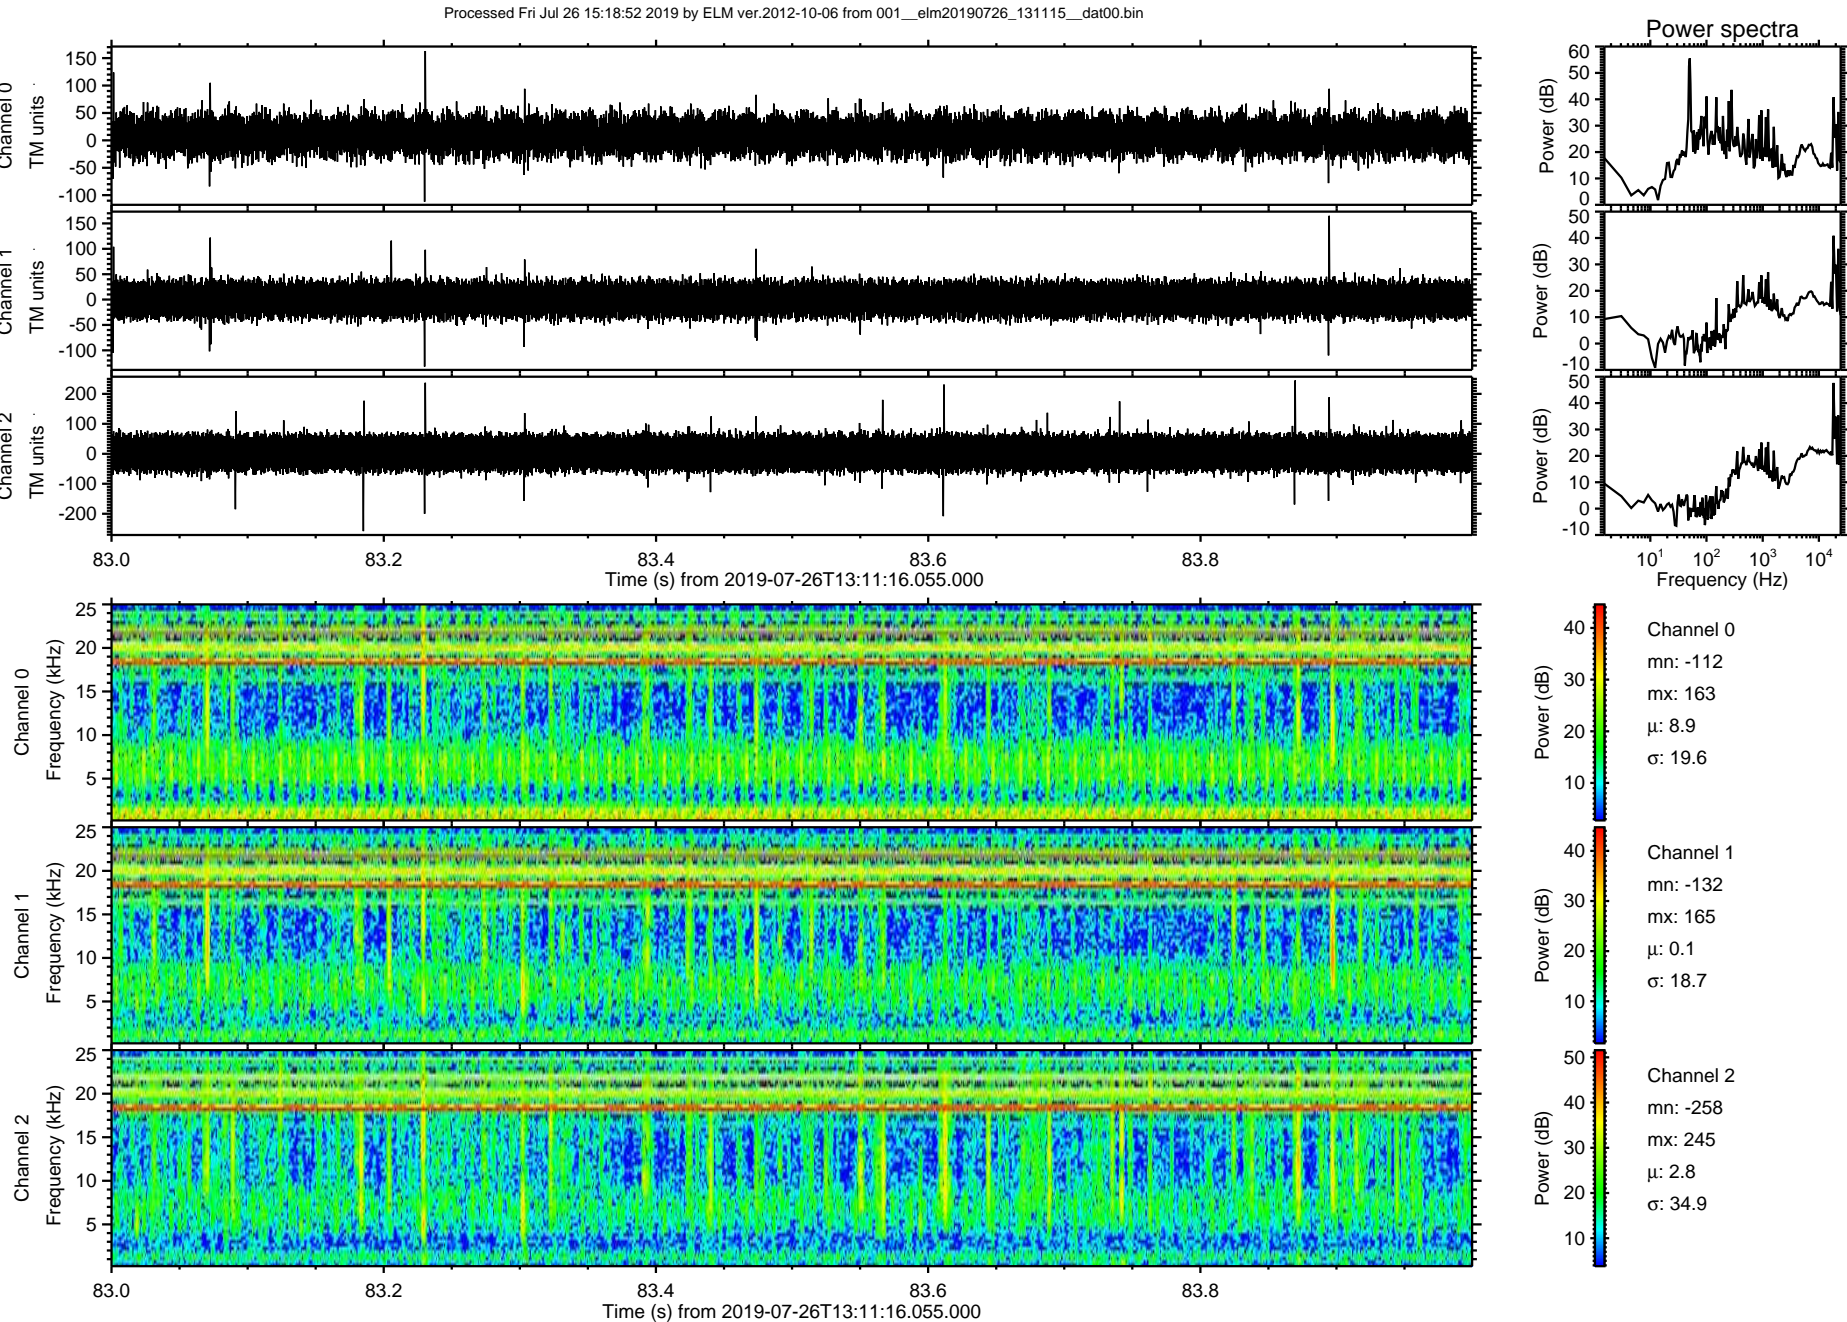 Processed Fri Jul 26 15:18:52 2019 by ELM ver.2012-10-06 from 001__elm20190726_131115__dat00.bin
Power spectra
Channel 0
TM units
150
100
50
0
-50
-100
Power (dB)
60
50
40
30
20
10
0
Channel 1
TM units
150
100
50
0
-50
-100
Power (dB)
50
40
30
20
10
0
-10
Channel 2
TM units
200
100
0
-100
-200
Power (dB)
50
40
30
20
10
0
-10
83.0 83.2 83.4 83.6 83.8
Time (s) from 2019-07-26T13:11:16.055.000
10¹ 10² 10³ 10⁴
Frequency (Hz)
Channel 0
Frequency (kHz)
25
20
15
10
5
Power (dB)
40
30
20
10
Channel 0
mn: -112
mx: 163
μ: 8.9
σ: 19.6
Channel 1
Frequency (kHz)
25
20
15
10
5
Power (dB)
40
30
20
10
Channel 1
mn: -132
mx: 165
μ: 0.1
σ: 18.7
Channel 2
Frequency (kHz)
25
20
15
10
5
Power (dB)
50
40
30
20
10
Channel 2
mn: -258
mx: 245
μ: 2.8
σ: 34.9
83.0 83.2 83.4 83.6 83.8
Time (s) from 2019-07-26T13:11:16.055.000